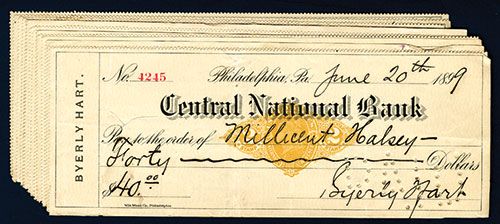 BYERLY HART.
No. 4245 Philadelphia, Pa. June 20th 1899
Central National Bank
Pay to the order of Millicent Halsey
Forty Dollars
$40.00 Byerly Hart